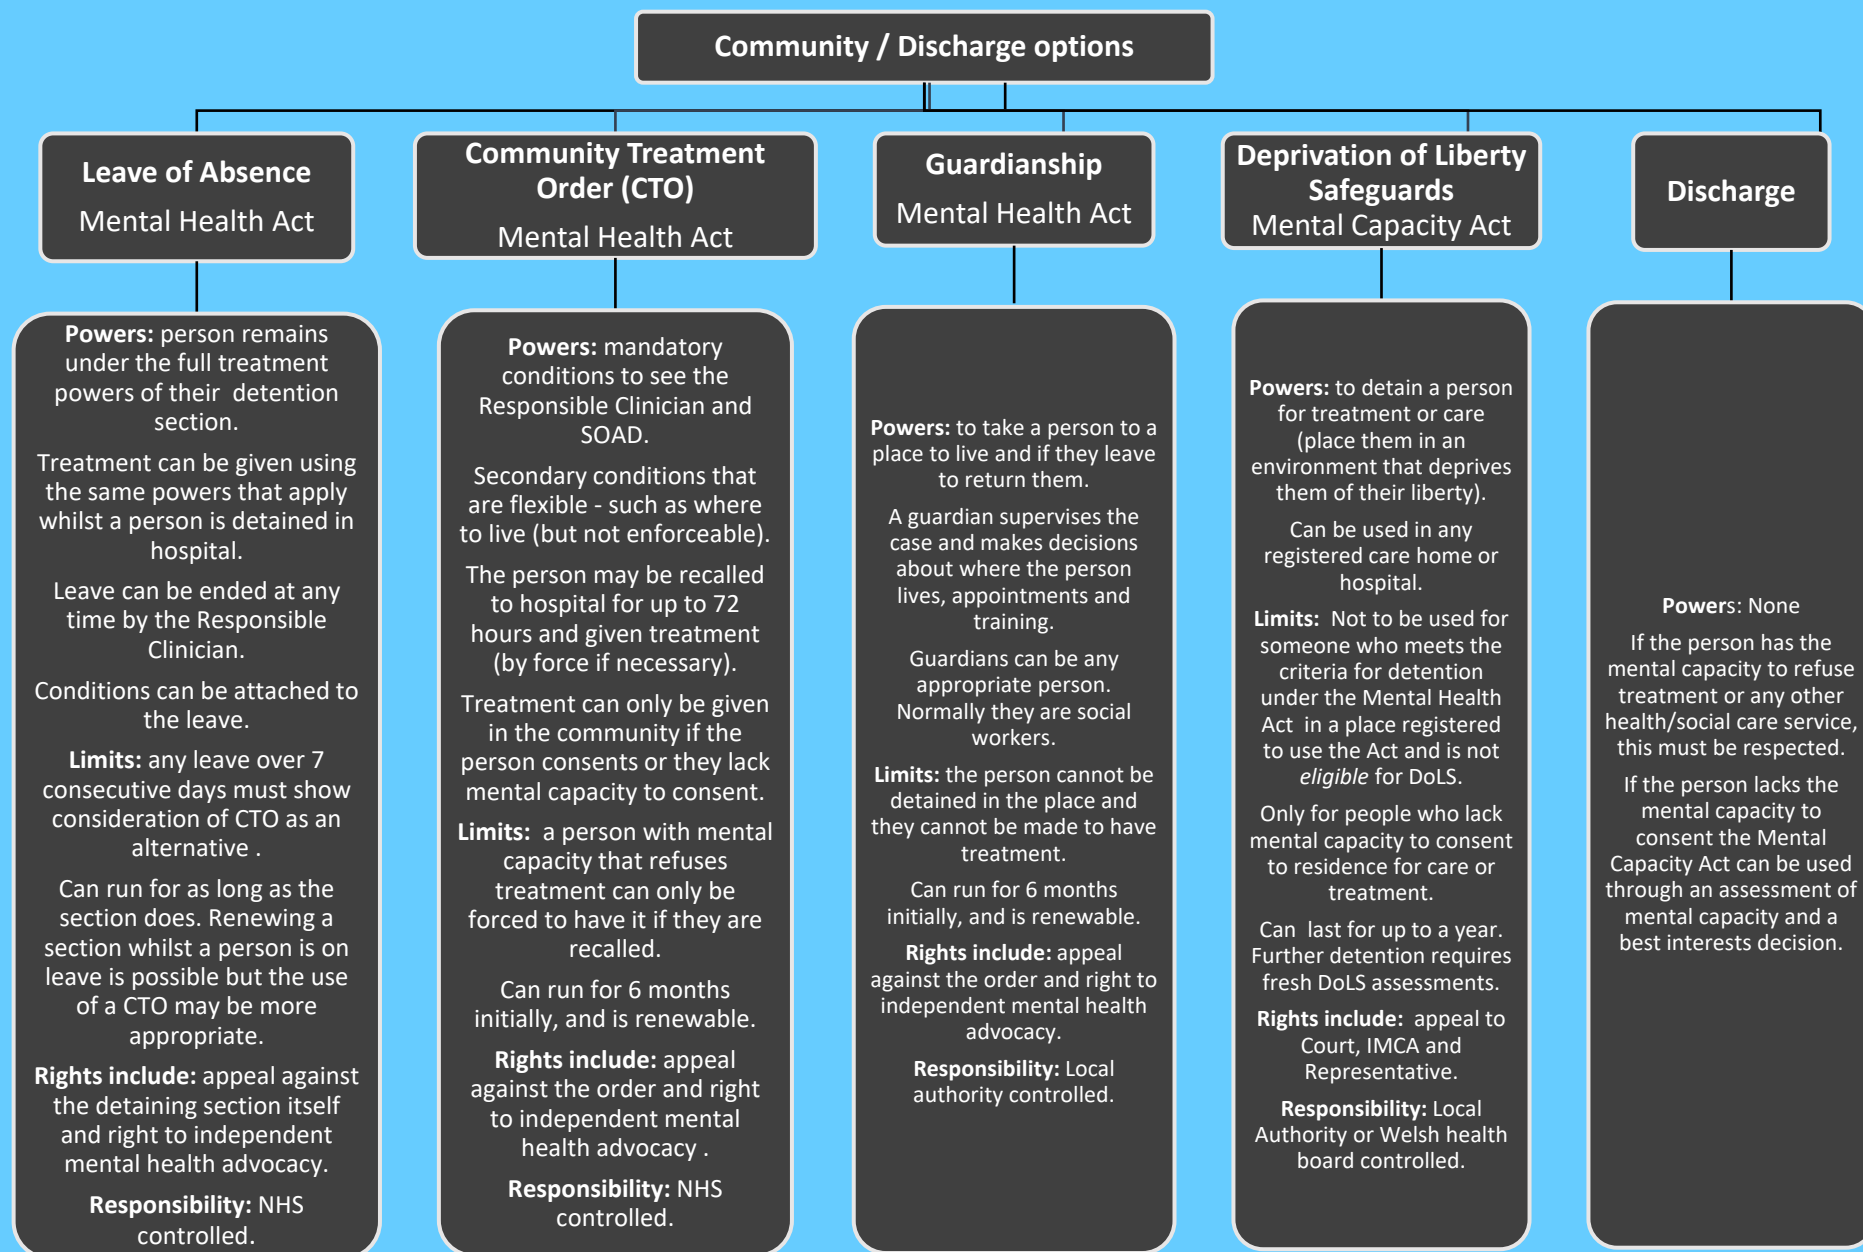 Community / Discharge options
Leave of Absence
Mental Health Act
Powers: person remains
under the full treatment
powers of their detention
section.
Treatment can be given using
the same powers that apply
whilst a person is detained in
hospital.
Leave can be ended at any
time by the Responsible
Clinician.
Conditions can be attached to
the leave.
Limits: any leave over 7
consecutive days must show
consideration of CTO as an
alternative .
Can run for as long as the
section does. Renewing a
section whilst a person is on
leave is possible but the use
of a CTO may be more
appropriate.
Rights include: appeal against
the detaining section itself
and right to independent
mental health advocacy.
Responsibility: NHS
controlled.
Community Treatment
Order (CTO)
Mental Health Act
Powers: mandatory
conditions to see the
Responsible Clinician and
SOAD.
Secondary conditions that
are flexible - such as where
to live (but not enforceable).
The person may be recalled
to hospital for up to 72
hours and given treatment
(by force if necessary).
Treatment can only be given
in the community if the
person consents or they lack
mental capacity to consent.
Limits: a person with mental
capacity that refuses
treatment can only be
forced to have it if they are
recalled.
Can run for 6 months
initially, and is renewable.
Rights include: appeal
against the order and right
to independent mental
health advocacy .
Responsibility: NHS
controlled.
Guardianship
Mental Health Act
Powers: to take a person to a
place to live and if they leave
to return them.
A guardian supervises the
case and makes decisions
about where the person
lives, appointments and
training.
Guardians can be any
appropriate person.
Normally they are social
workers.
Limits: the person cannot be
detained in the place and
they cannot be made to have
treatment.
Can run for 6 months
initially, and is renewable.
Rights include: appeal
against the order and right to
independent mental health
advocacy.
Responsibility: Local
authority controlled.
Deprivation of Liberty
Safeguards
Mental Capacity Act
Powers: to detain a person
for treatment or care
(place them in an
environment that deprives
them of their liberty).
Can be used in any
registered care home or
hospital.
Limits: Not to be used for
someone who meets the
criteria for detention
under the Mental Health
Act in a place registered
to use the Act and is not
eligible for DoLS.
Only for people who lack
mental capacity to consent
to residence for care or
treatment.
Can last for up to a year.
Further detention requires
fresh DoLS assessments.
Rights include: appeal to
Court, IMCA and
Representative.
Responsibility: Local
Authority or Welsh health
board controlled.
Discharge
Powers: None
If the person has the
mental capacity to refuse
treatment or any other
health/social care service,
this must be respected.
If the person lacks the
mental capacity to
consent the Mental
Capacity Act can be used
through an assessment of
mental capacity and a
best interests decision.